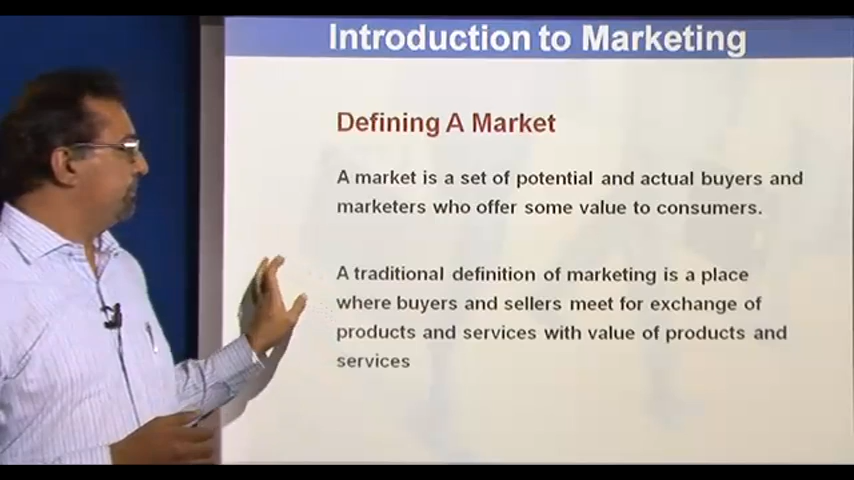 Introduction to Marketing
Defining A Market
A market is a set of potential and actual buyers and
marketers who offer some value to consumers.
A traditional definition of marketing is a place
where buyers and sellers meet for exchange of
products and services with value of products and
services